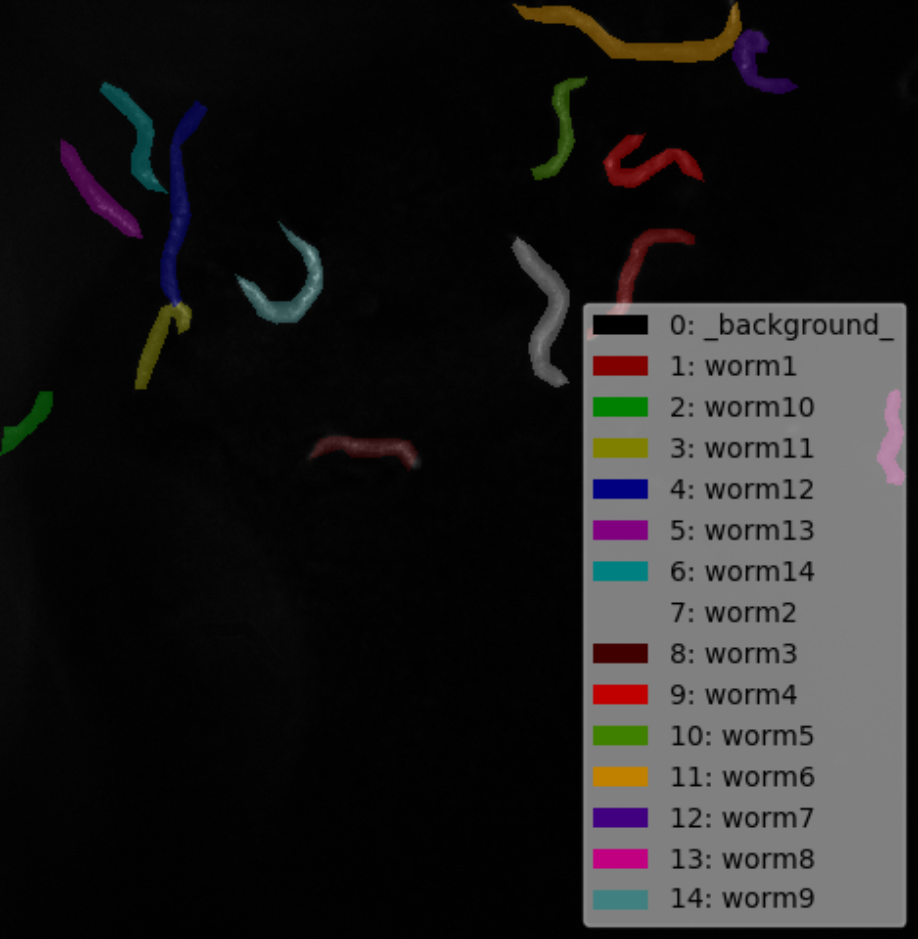 0: _background_
1: worm1
2: worm10
3: worm11
4: worm12
5: worm13
6: worm14
7: worm2
8: worm3
9: worm4
10: worm5
11: worm6
12: worm7
13: worm8
14: worm9